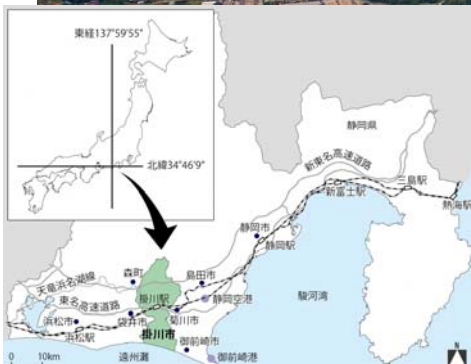 東経137°59'55"
北緯34°46'9"
静岡県
新東名高速道路
三島駅
新富士駅
熱海駅
静岡市
静岡駅
天竜浜名湖線
森町
島田市
掛川駅
静岡空港
駿河湾
東名高速道路
浜松市
袋井市
菊川市
掛川市
浜松駅
御前崎市
0 10km
遠州灘
御前崎港
N